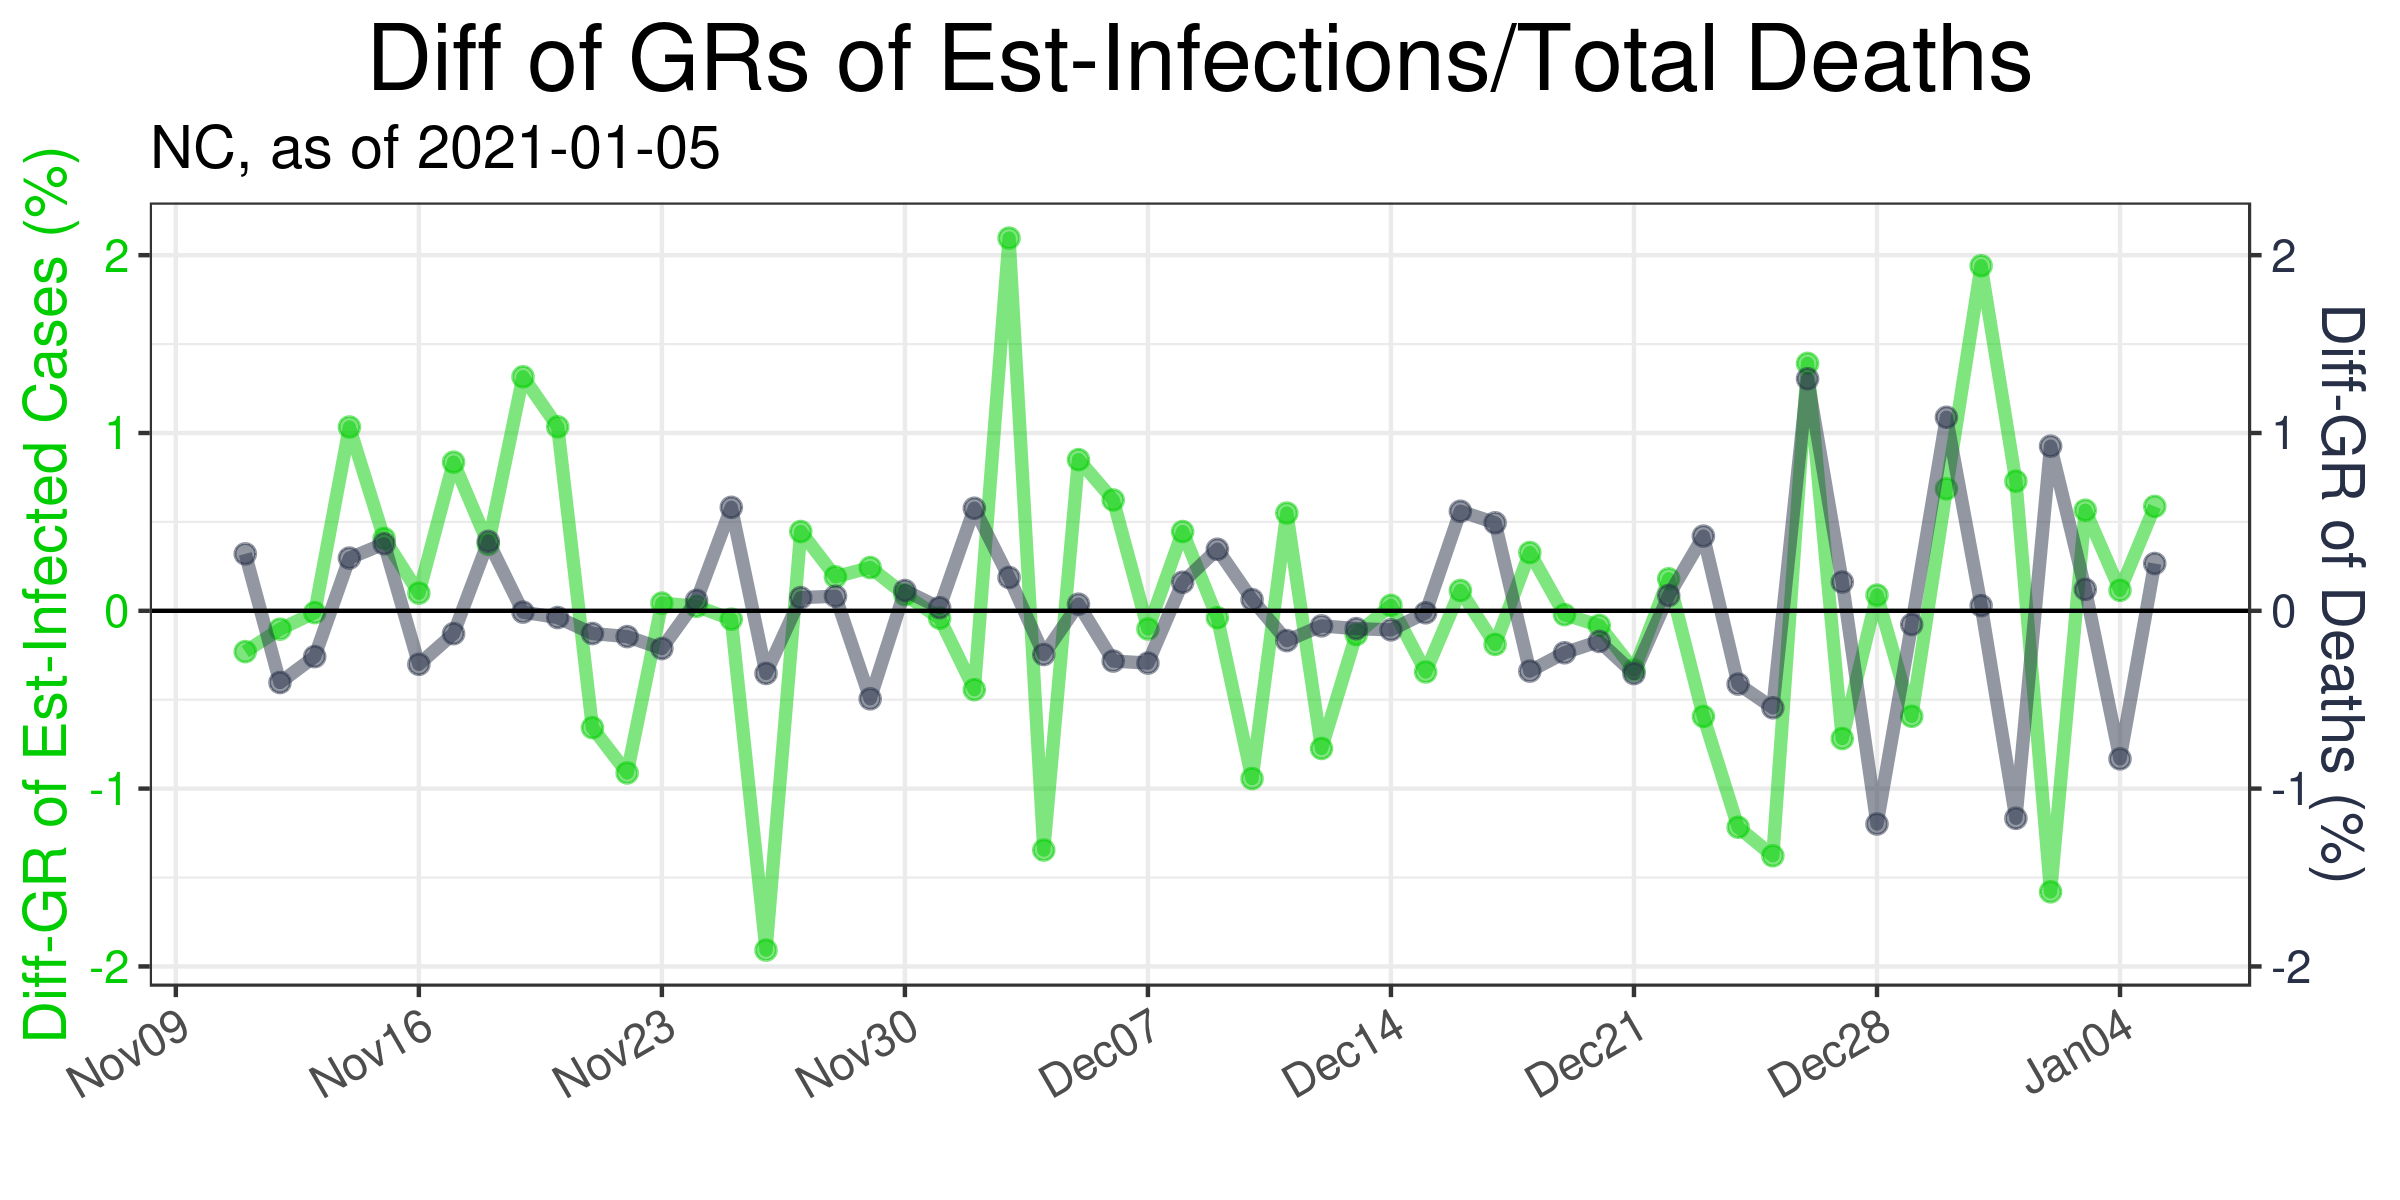 Diff of GRs of Est-Infections/Total Deaths
NC, as of 2021-01-05
Diff-GR of Est-Infected Cases (%)
2
1
0
-1
-2
2
1
0
-1
-2
Diff-GR of Deaths (%)
Nov09
Nov16
Nov23
Nov30
Dec07
Dec14
Dec21
Dec28
Jan04